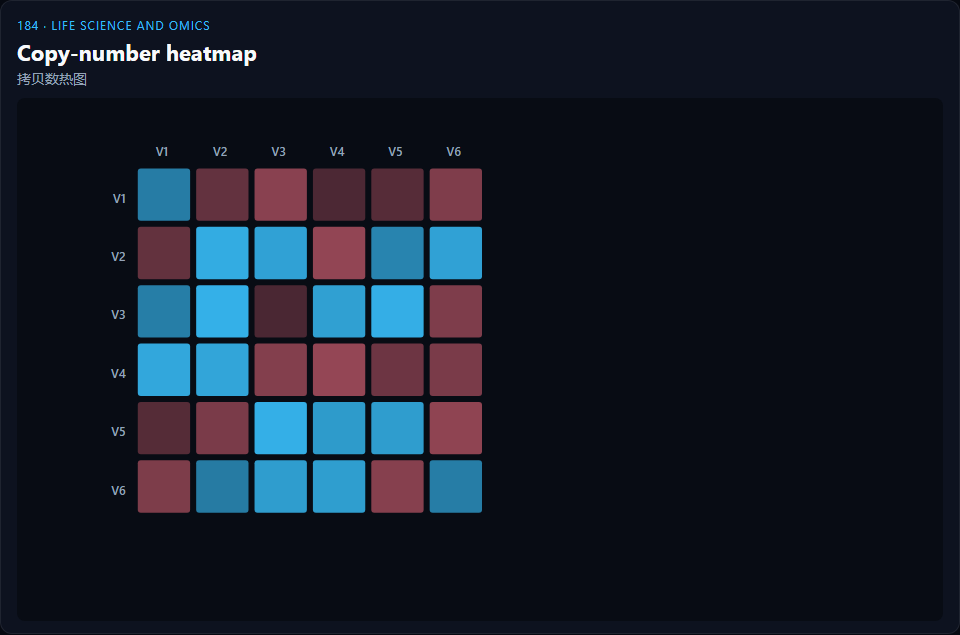 184 · LIFE SCIENCE AND OMICS
Copy-number heatmap
拷贝数热图
V1 V2 V3 V4 V5 V6
V1
V2
V3
V4
V5
V6